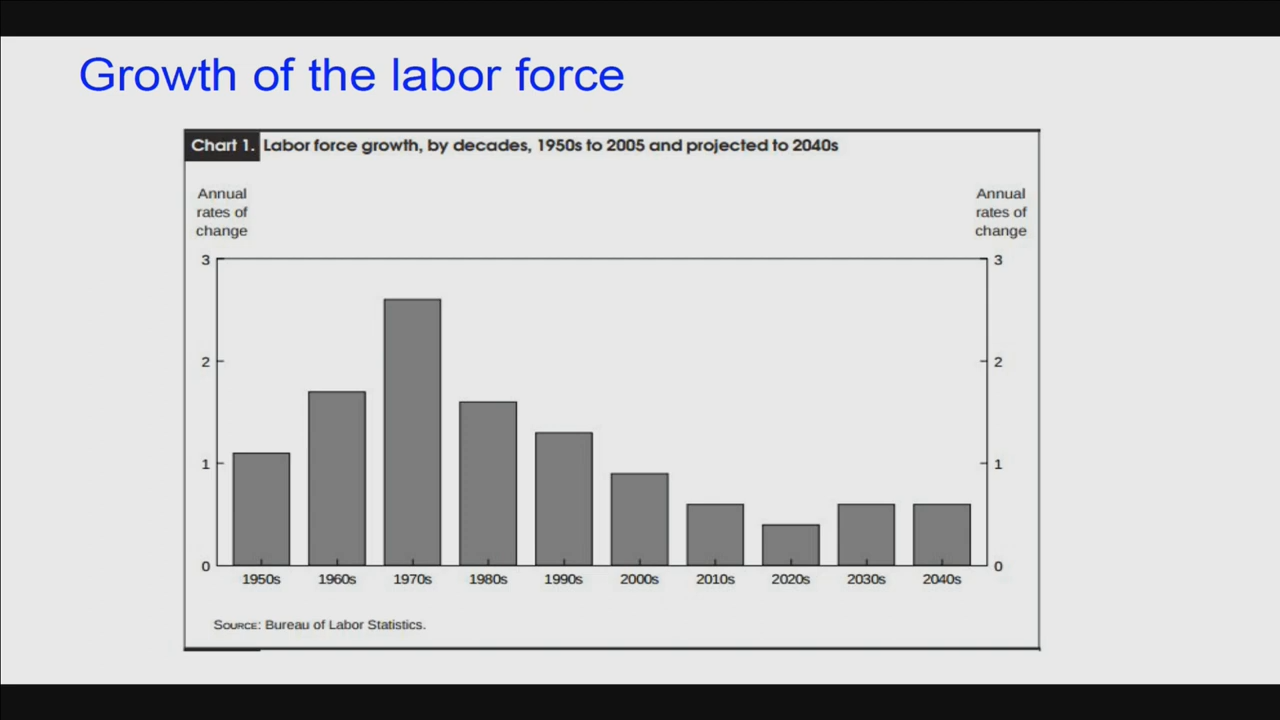 Growth of the labor force
Chart 1. Labor force growth, by decades, 1950s to 2005 and projected to 2040s
Annual
rates of
change
Annual
rates of
change
3
3
2
2
1
1
0
0
1950s 1960s 1970s 1980s 1990s 2000s 2010s 2020s 2030s 2040s
SOURCE: Bureau of Labor Statistics.